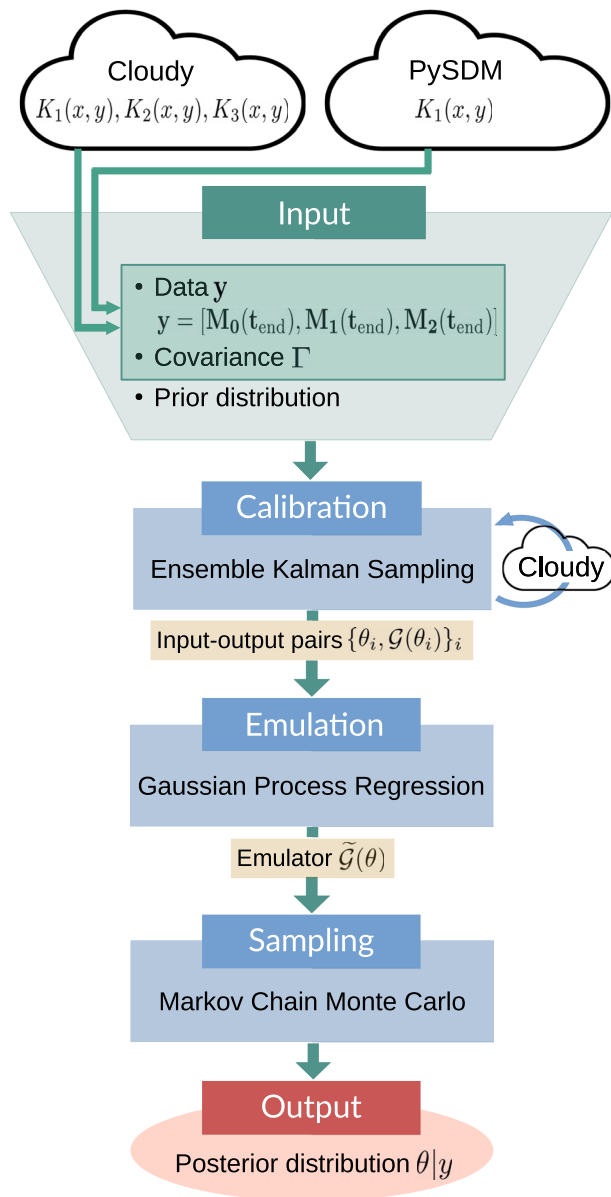 Cloudy
K₁(x, y), K₂(x, y), K₃(x, y)
PySDM
K₁(x, y)
Input
• Data y
y = [M₀(t_end), M₁(t_end), M₂(t_end)]
• Covariance Γ
• Prior distribution
Calibration
Ensemble Kalman Sampling
Cloudy
Input-output pairs {θᵢ, 𝒢(θᵢ)}ᵢ
Emulation
Gaussian Process Regression
Emulator 𝒢̃(θ)
Sampling
Markov Chain Monte Carlo
Output
Posterior distribution θ|y